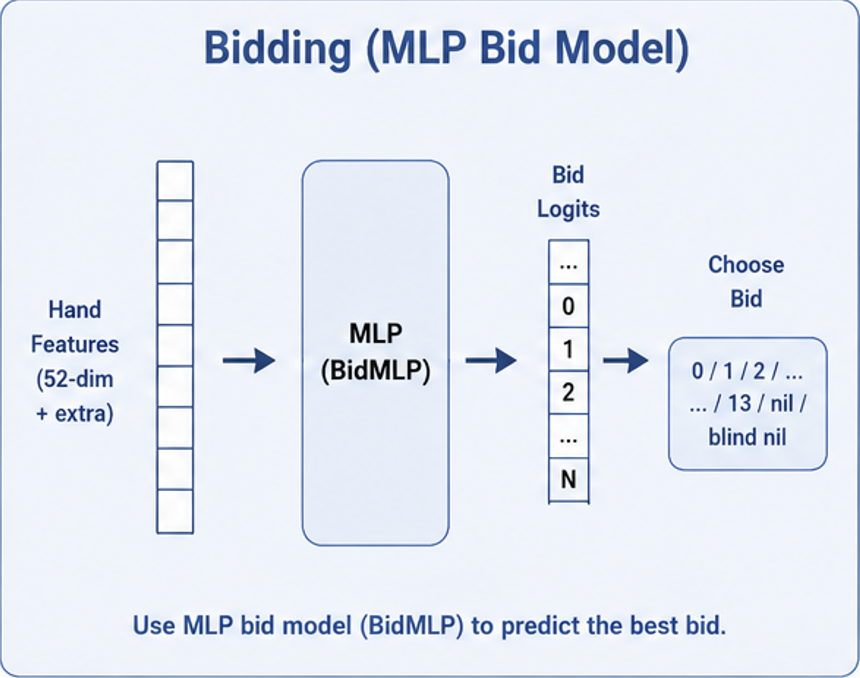 Bidding (MLP Bid Model)
Hand
Features
(52-dim
+ extra)
MLP
(BidMLP)
Bid
Logits
...
0
1
2
...
N
Choose
Bid
0 / 1 / 2 / ...
... / 13 / nil /
blind nil
Use MLP bid model (BidMLP) to predict the best bid.